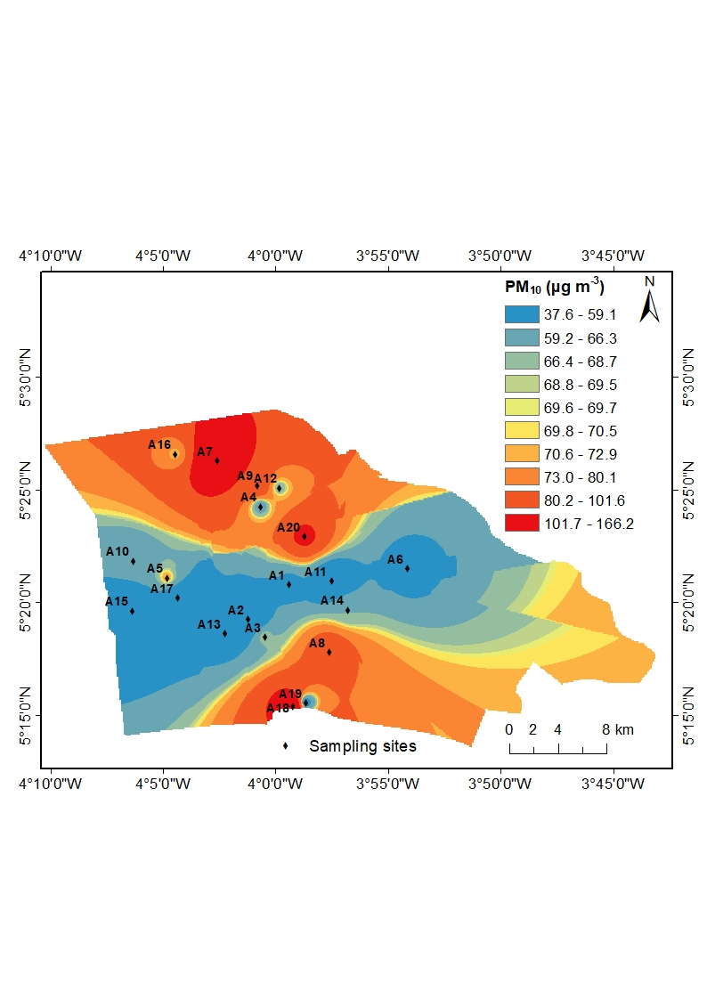 4°10'0"W 4°5'0"W 4°0'0"W 3°55'0"W 3°50'0"W 3°45'0"W
PM10 (µg m-3)
N
37.6 - 59.1
59.2 - 66.3
66.4 - 68.7
68.8 - 69.5
69.6 - 69.7
69.8 - 70.5
70.6 - 72.9
73.0 - 80.1
80.2 - 101.6
101.7 - 166.2
5°30'0"N 5°30'0"N
A16
A7
A9 A12
5°25'0"N 5°25'0"N
A4
A20
A10
A6
A5
A1 A11
A17
A15 A14
5°20'0"N 5°20'0"N
A2
A13 A3
A8
A19
A18
5°15'0"N 5°15'0"N
0 2 4 8 km
Sampling sites
4°10'0"W 4°5'0"W 4°0'0"W 3°55'0"W 3°50'0"W 3°45'0"W